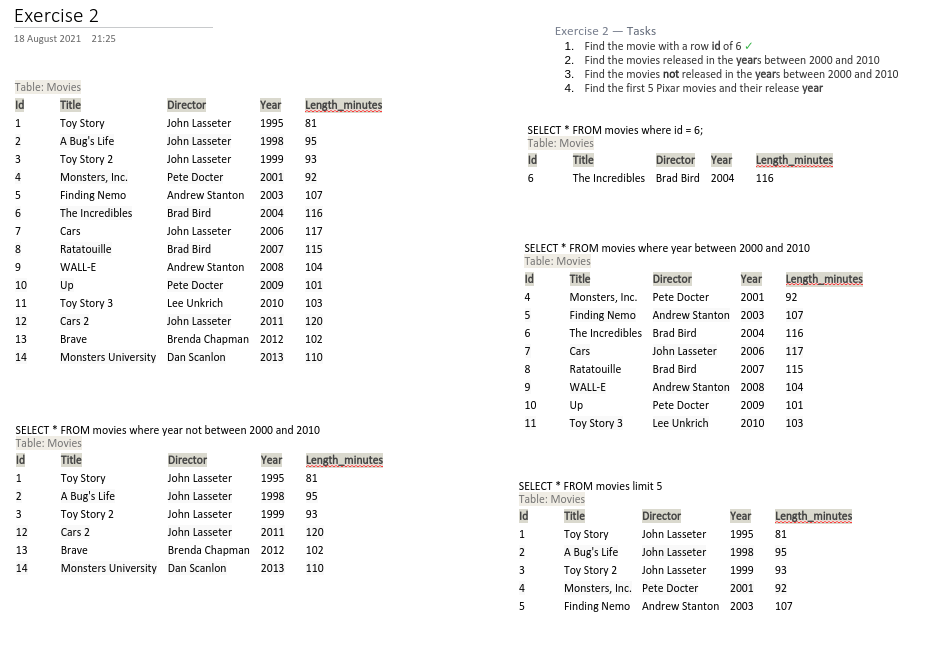 Exercise 2
18 August 2021 21:25
Table: Movies
Id Title Director Year Length_minutes
1 Toy Story John Lasseter 1995 81
2 A Bug's Life John Lasseter 1998 95
3 Toy Story 2 John Lasseter 1999 93
4 Monsters, Inc. Pete Docter 2001 92
5 Finding Nemo Andrew Stanton 2003 107
6 The Incredibles Brad Bird 2004 116
7 Cars John Lasseter 2006 117
8 Ratatouille Brad Bird 2007 115
9 WALL-E Andrew Stanton 2008 104
10 Up Pete Docter 2009 101
11 Toy Story 3 Lee Unkrich 2010 103
12 Cars 2 John Lasseter 2011 120
13 Brave Brenda Chapman 2012 102
14 Monsters University Dan Scanlon 2013 110
SELECT * FROM movies where year not between 2000 and 2010
Table: Movies
Id Title Director Year Length_minutes
1 Toy Story John Lasseter 1995 81
2 A Bug's Life John Lasseter 1998 95
3 Toy Story 2 John Lasseter 1999 93
12 Cars 2 John Lasseter 2011 120
13 Brave Brenda Chapman 2012 102
14 Monsters University Dan Scanlon 2013 110
Exercise 2 — Tasks
1. Find the movie with a row id of 6 ✓
2. Find the movies released in the years between 2000 and 2010
3. Find the movies not released in the years between 2000 and 2010
4. Find the first 5 Pixar movies and their release year
SELECT * FROM movies where id = 6;
Table: Movies
Id Title Director Year Length_minutes
6 The Incredibles Brad Bird 2004 116
SELECT * FROM movies where year between 2000 and 2010
Table: Movies
Id Title Director Year Length_minutes
4 Monsters, Inc. Pete Docter 2001 92
5 Finding Nemo Andrew Stanton 2003 107
6 The Incredibles Brad Bird 2004 116
7 Cars John Lasseter 2006 117
8 Ratatouille Brad Bird 2007 115
9 WALL-E Andrew Stanton 2008 104
10 Up Pete Docter 2009 101
11 Toy Story 3 Lee Unkrich 2010 103
SELECT * FROM movies limit 5
Table: Movies
Id Title Director Year Length_minutes
1 Toy Story John Lasseter 1995 81
2 A Bug's Life John Lasseter 1998 95
3 Toy Story 2 John Lasseter 1999 93
4 Monsters, Inc. Pete Docter 2001 92
5 Finding Nemo Andrew Stanton 2003 107